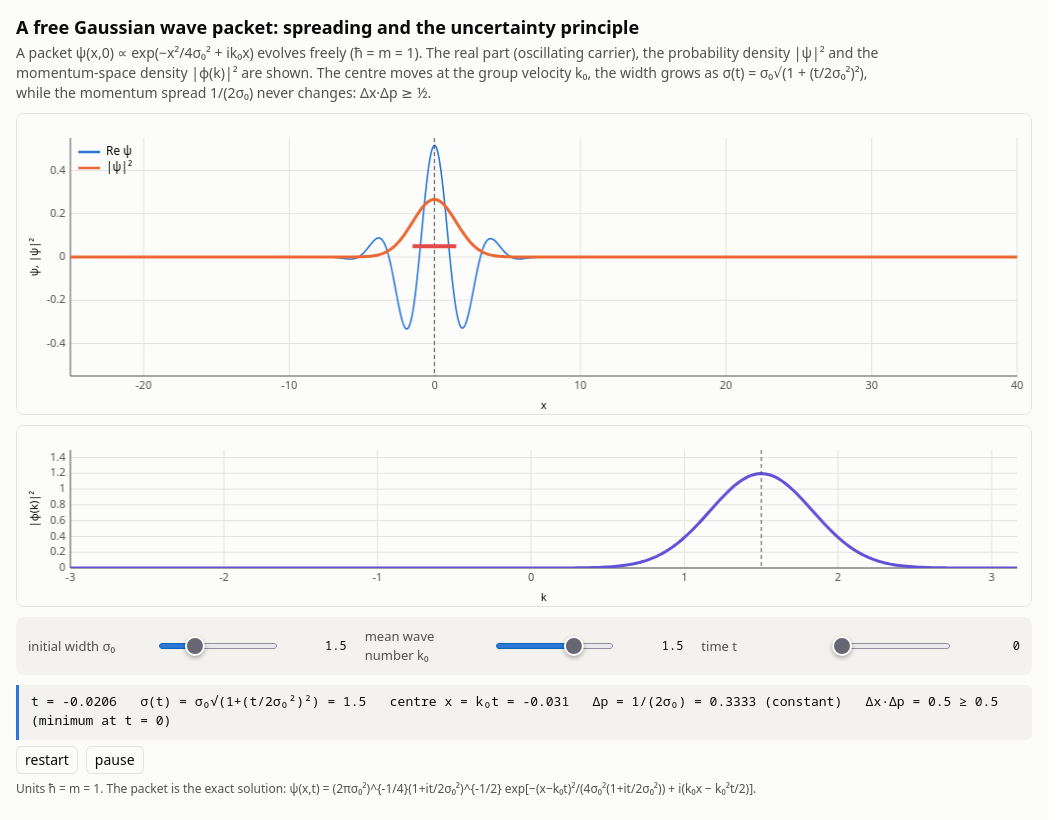 A free Gaussian wave packet: spreading and the uncertainty principle
A packet ψ(x,0) ∝ exp(−x²/4σ₀² + ik₀x) evolves freely (ħ = m = 1). The real part (oscillating carrier), the probability density |ψ|² and the
momentum-space density |ϕ(k)|² are shown. The centre moves at the group velocity k₀, the width grows as σ(t) = σ₀√(1 + (t/2σ₀²)²),
while the momentum spread 1/(2σ₀) never changes: Δx·Δp ≥ ½.
Re ψ
|ψ|²
ψ, |ψ|²
0.4
0.2
0
-0.2
-0.4
-20 -10 0 10 20 30 40
x
|ϕ(k)|²
1.4
1.2
1
0.8
0.6
0.4
0.2
0
-3 -2 -1 0 1 2 3
k
initial width σ₀ 1.5 mean wave number k₀ 1.5 time t 0
t = -0.0206 σ(t) = σ₀√(1+(t/2σ₀²)²) = 1.5 centre x = k₀t = -0.031 Δp = 1/(2σ₀) = 0.3333 (constant) Δx·Δp = 0.5 ≥ 0.5
(minimum at t = 0)
restart pause
Units ħ = m = 1. The packet is the exact solution: ψ(x,t) = (2πσ₀²)^{-1/4}(1+it/2σ₀²)^{-1/2} exp[−(x−k₀t)²/(4σ₀²(1+it/2σ₀²)) + i(k₀x − k₀²t/2)].